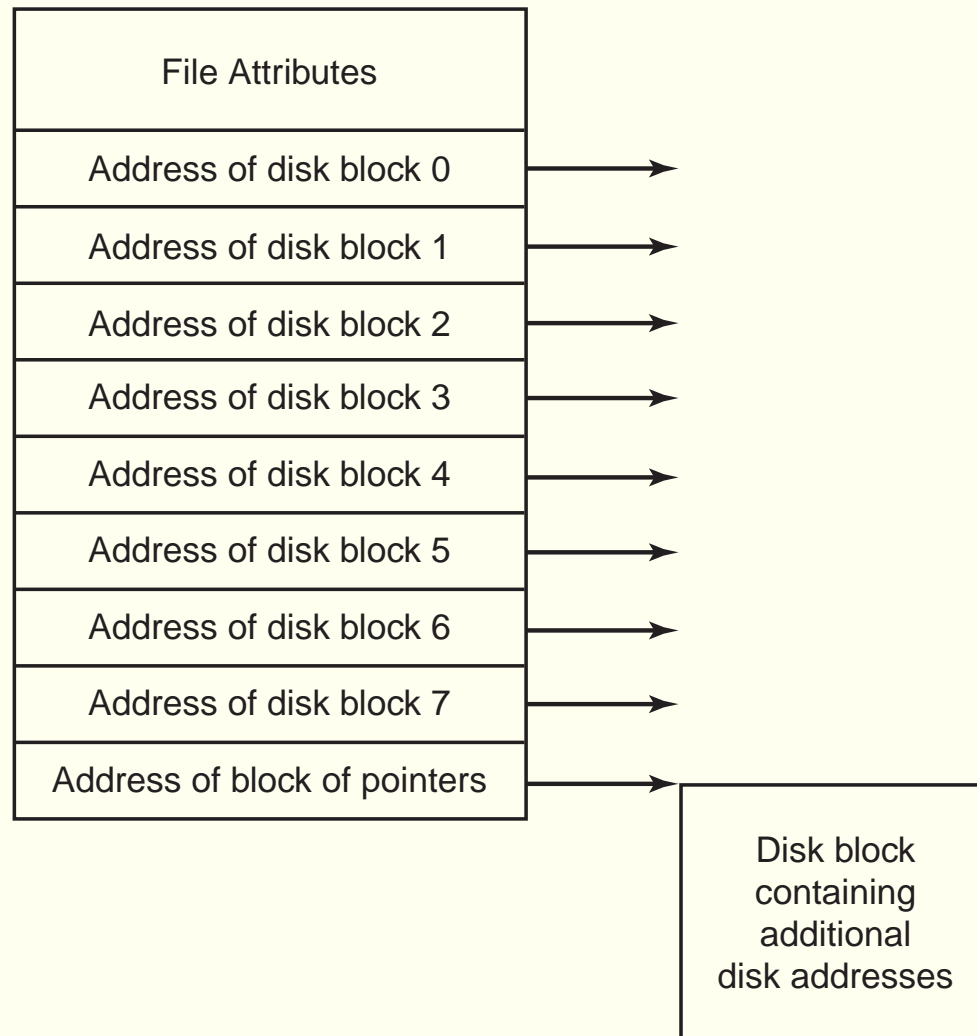 File Attributes
Address of disk block 0
Address of disk block 1
Address of disk block 2
Address of disk block 3
Address of disk block 4
Address of disk block 5
Address of disk block 6
Address of disk block 7
Address of block of pointers
Disk block
containing
additional
disk addresses